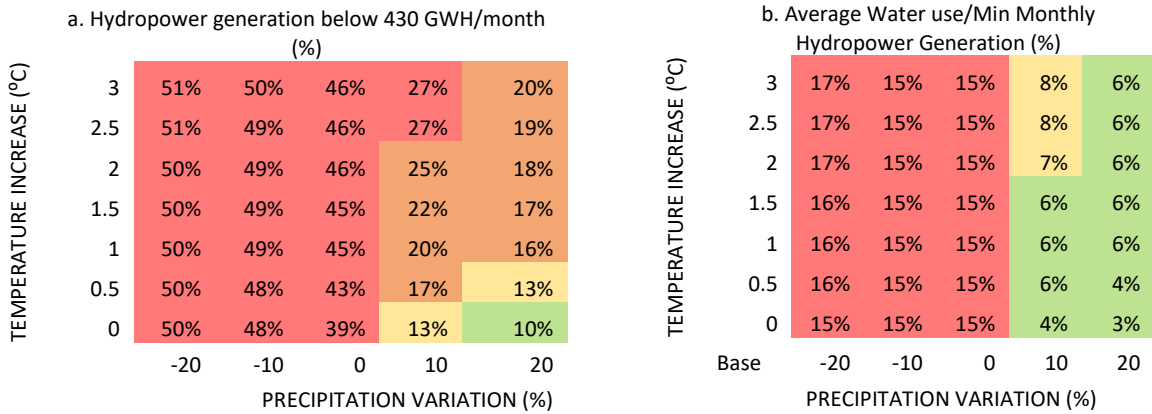 a. Hydropower generation below 430 GWH/month
(%)
TEMPERATURE INCREASE (⁰C)
3 51% 50% 46% 27% 20%
2.5 51% 49% 46% 27% 19%
2 50% 49% 46% 25% 18%
1.5 50% 49% 45% 22% 17%
1 50% 49% 45% 20% 16%
0.5 50% 48% 43% 17% 13%
0 50% 48% 39% 13% 10%
-20 -10 0 10 20
PRECIPITATION VARIATION (%)
b. Average Water use/Min Monthly
Hydropower Generation (%)
TEMPERATURE INCREASE (⁰C)
3 17% 15% 15% 8% 6%
2.5 17% 15% 15% 8% 6%
2 17% 15% 15% 7% 6%
1.5 16% 15% 15% 6% 6%
1 16% 15% 15% 6% 6%
0.5 16% 15% 15% 6% 4%
0 15% 15% 15% 4% 3%
Base -20 -10 0 10 20
PRECIPITATION VARIATION (%)